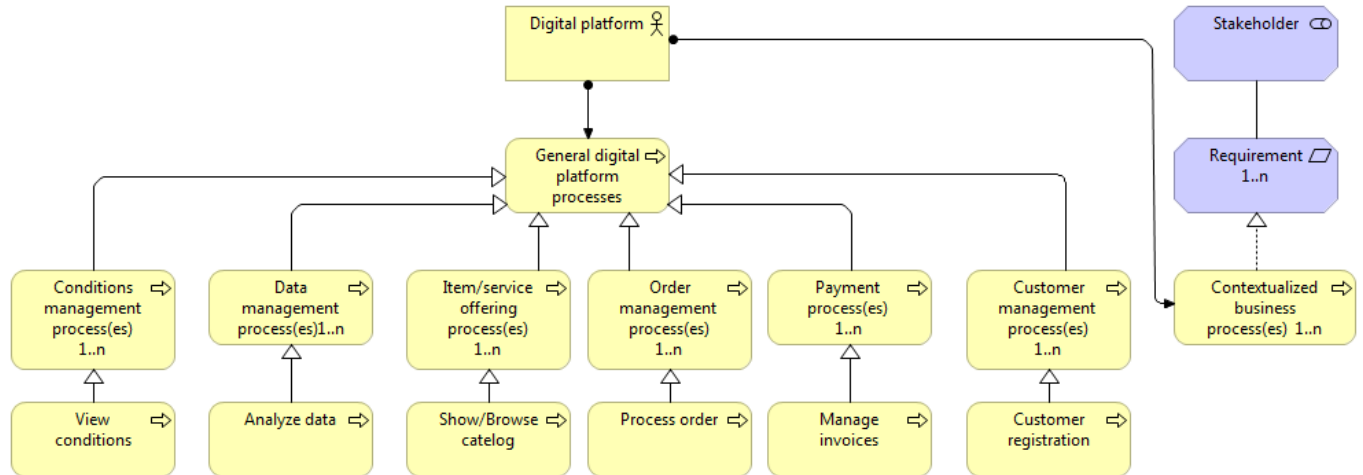 Digital platform
Stakeholder
General digital
platform
processes
Requirement
1..n
Conditions
management
process(es)
1..n
Data
management
process(es)1..n
Item/service
offering
process(es)
1..n
Order
management
process(es)
1..n
Payment
process(es)
1..n
Customer
management
process(es)
1..n
Contextualized
business
process(es) 1..n
View
conditions
Analyze data
Show/Browse
catelog
Process order
Manage
invoices
Customer
registration